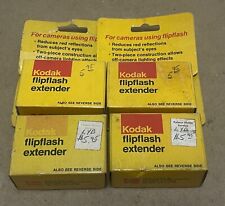 For cameras using flipflash
• Reduces red reflections
from subject's eyes
• Two-piece construction allows
off-camera lighting effects
For cameras using flipflash
• Reduces red reflections
from subject's eyes
• Two-piece construction allows
off-camera lighting effects
Kodak
flipflash
extender
ALSO SEE REVERSE SIDE
Kodak
flipflash
extender
ALSO SEE REVERSE SIDE
Kodak
flipflash
extender
ALSO SEE REVERSE SIDE
Kodak
flipflash
extender
ALSO SEE REVERSE SIDE